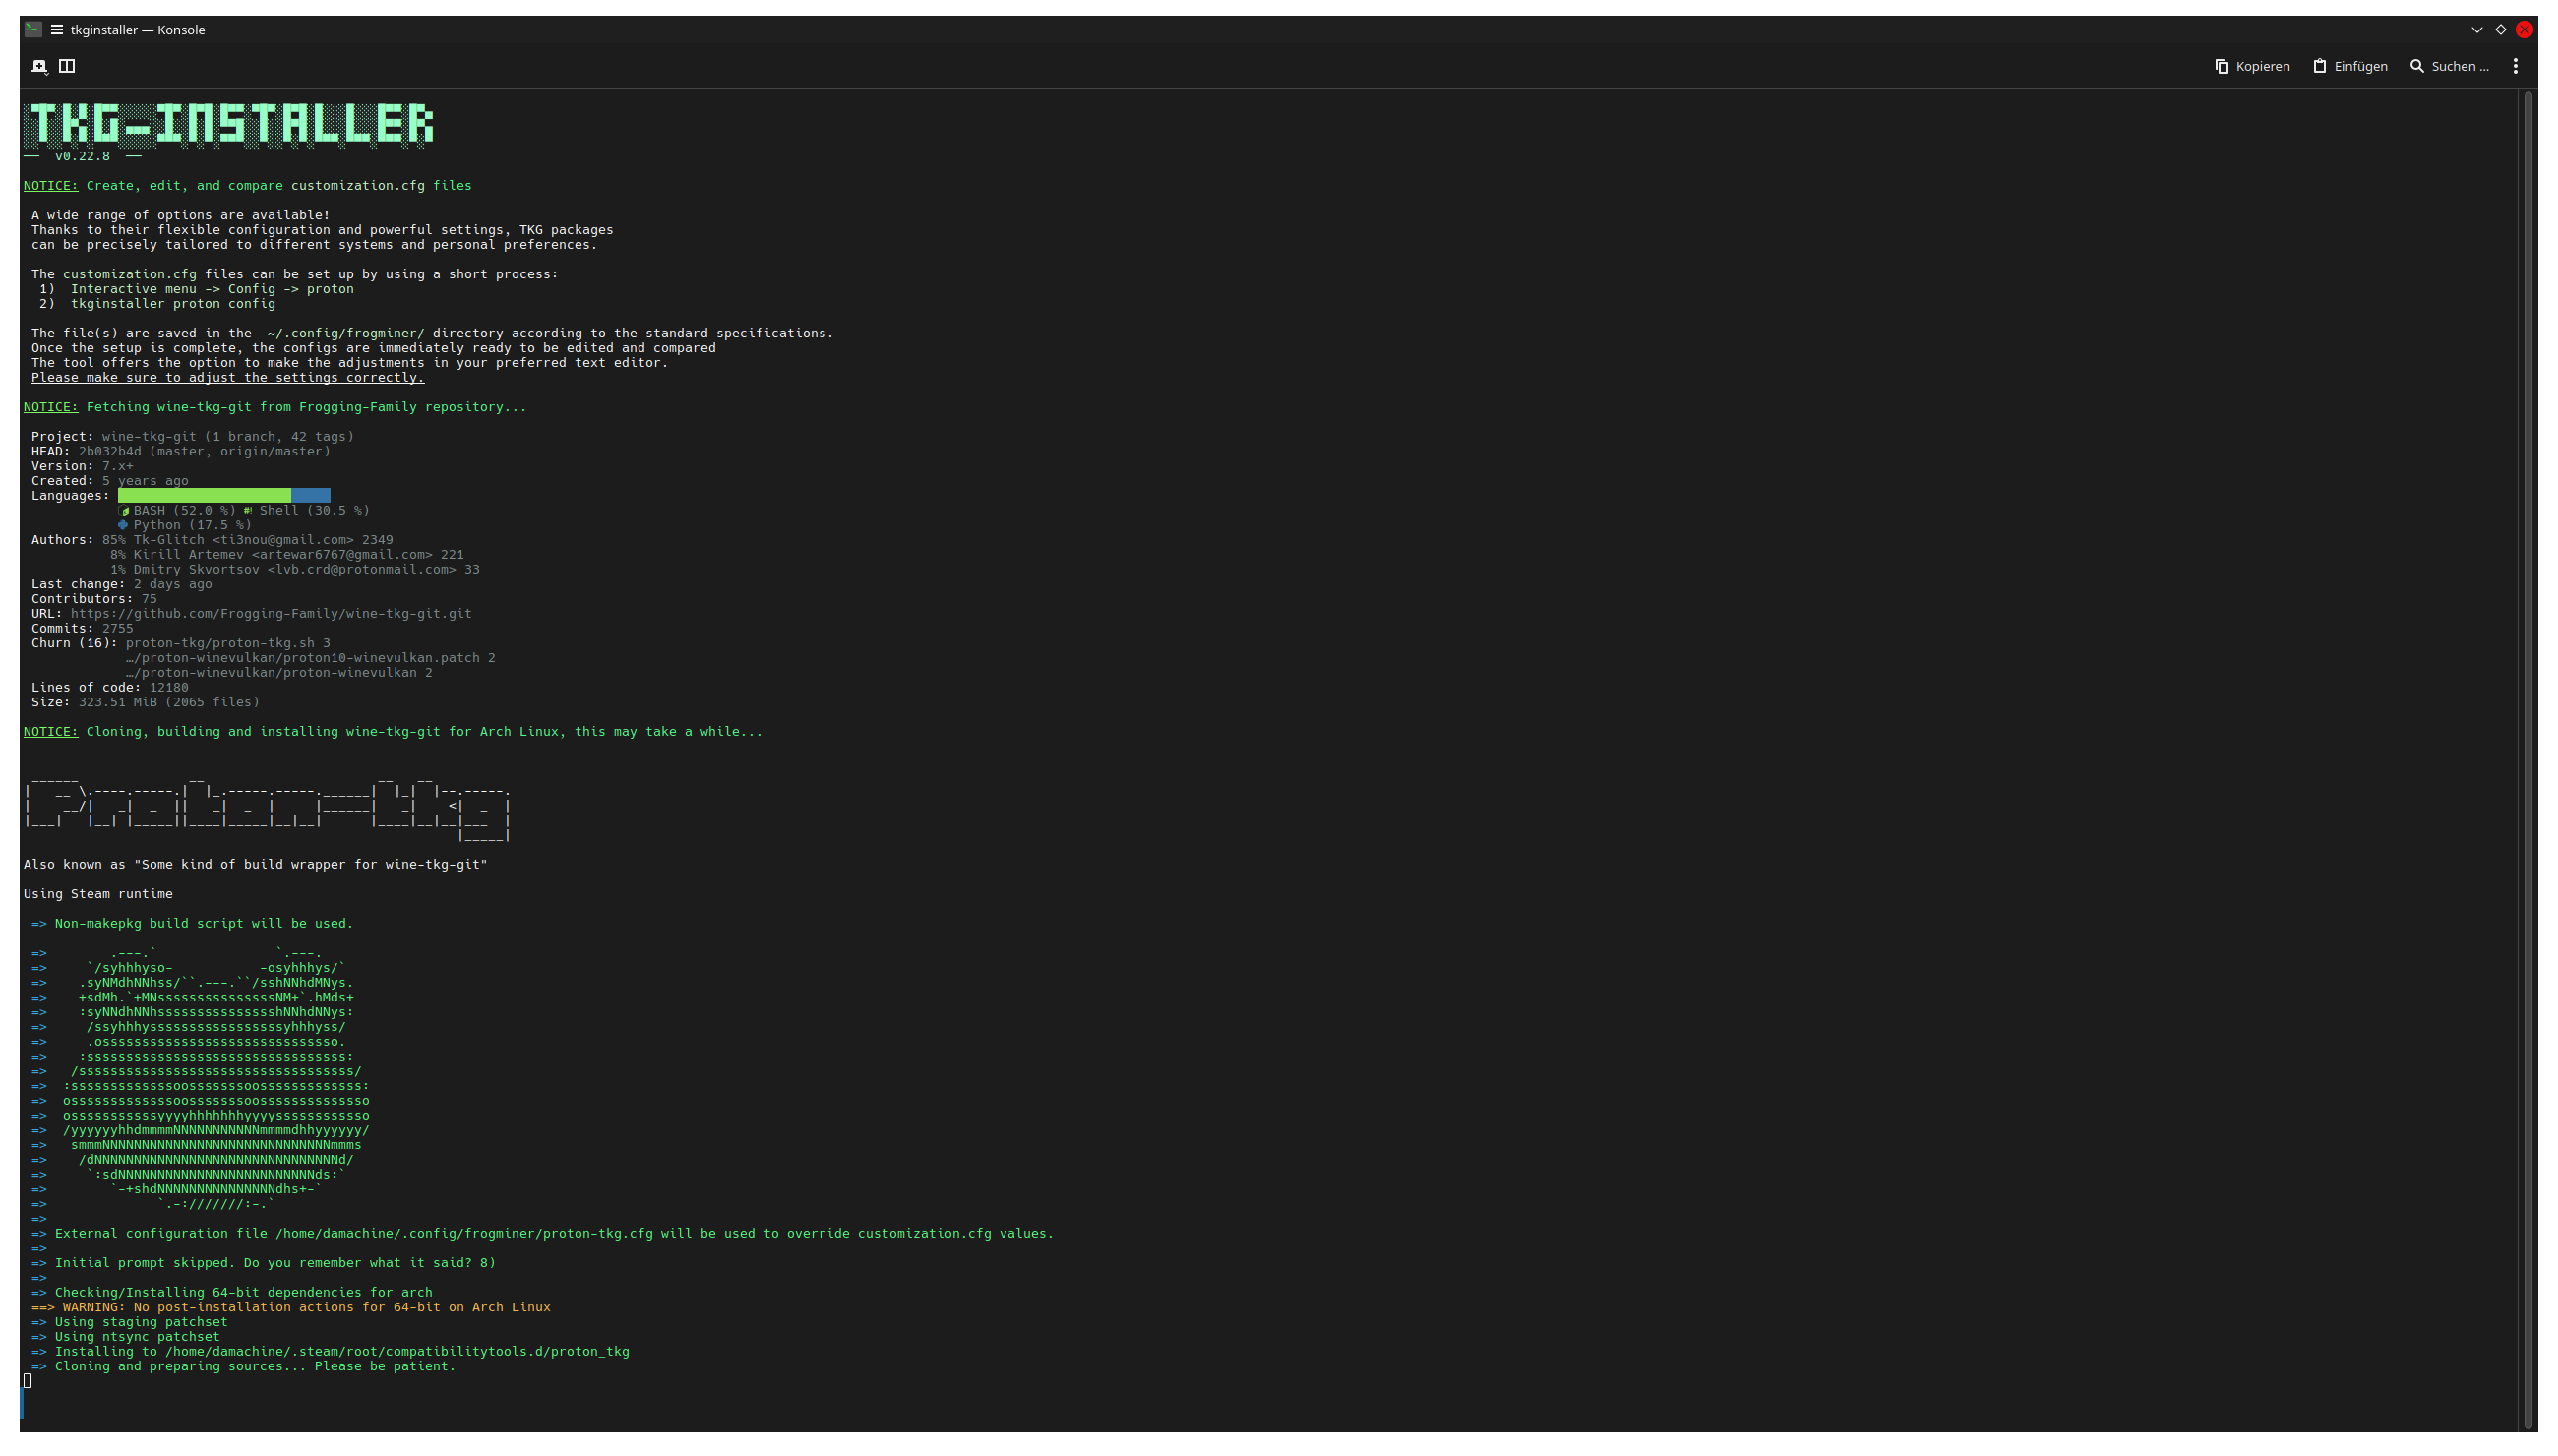 tkginstaller — Konsole
Kopieren Einfügen Suchen ...
TKG-INSTALLER
── v0.22.8 ──
NOTICE: Create, edit, and compare customization.cfg files
A wide range of options are available!
Thanks to their flexible configuration and powerful settings, TKG packages
can be precisely tailored to different systems and personal preferences.
The customization.cfg files can be set up by using a short process:
1) Interactive menu -> Config -> proton
2) tkginstaller proton config
The file(s) are saved in the ~/.config/frogminer/ directory according to the standard specifications.
Once the setup is complete, the configs are immediately ready to be edited and compared
The tool offers the option to make the adjustments in your preferred text editor.
Please make sure to adjust the settings correctly.
NOTICE: Fetching wine-tkg-git from Frogging-Family repository...
Project: wine-tkg-git (1 branch, 42 tags)
HEAD: 2b032b4d (master, origin/master)
Version: 7.x+
Created: 5 years ago
Languages:
BASH (52.0 %) #! Shell (30.5 %)
Python (17.5 %)
Authors: 85% Tk-Glitch <ti3nou@gmail.com> 2349
8% Kirill Artemev <artewar6767@gmail.com> 221
1% Dmitry Skvortsov <lvb.crd@protonmail.com> 33
Last change: 2 days ago
Contributors: 75
URL: https://github.com/Frogging-Family/wine-tkg-git.git
Commits: 2755
Churn (16): proton-tkg/proton-tkg.sh 3
…/proton-winevulkan/proton10-winevulkan.patch 2
…/proton-winevulkan/proton-winevulkan 2
Lines of code: 12180
Size: 323.51 MiB (2065 files)
NOTICE: Cloning, building and installing wine-tkg-git for Arch Linux, this may take a while...
Proton-tkg
Also known as "Some kind of build wrapper for wine-tkg-git"
Using Steam runtime
=> Non-makepkg build script will be used.
=> External configuration file /home/damachine/.config/frogminer/proton-tkg.cfg will be used to override customization.cfg values.
=>
=> Initial prompt skipped. Do you remember what it said? 8)
=>
=> Checking/Installing 64-bit dependencies for arch
==> WARNING: No post-installation actions for 64-bit on Arch Linux
=> Using staging patchset
=> Using ntsync patchset
=> Installing to /home/damachine/.steam/root/compatibilitytools.d/proton_tkg
=> Cloning and preparing sources... Please be patient.